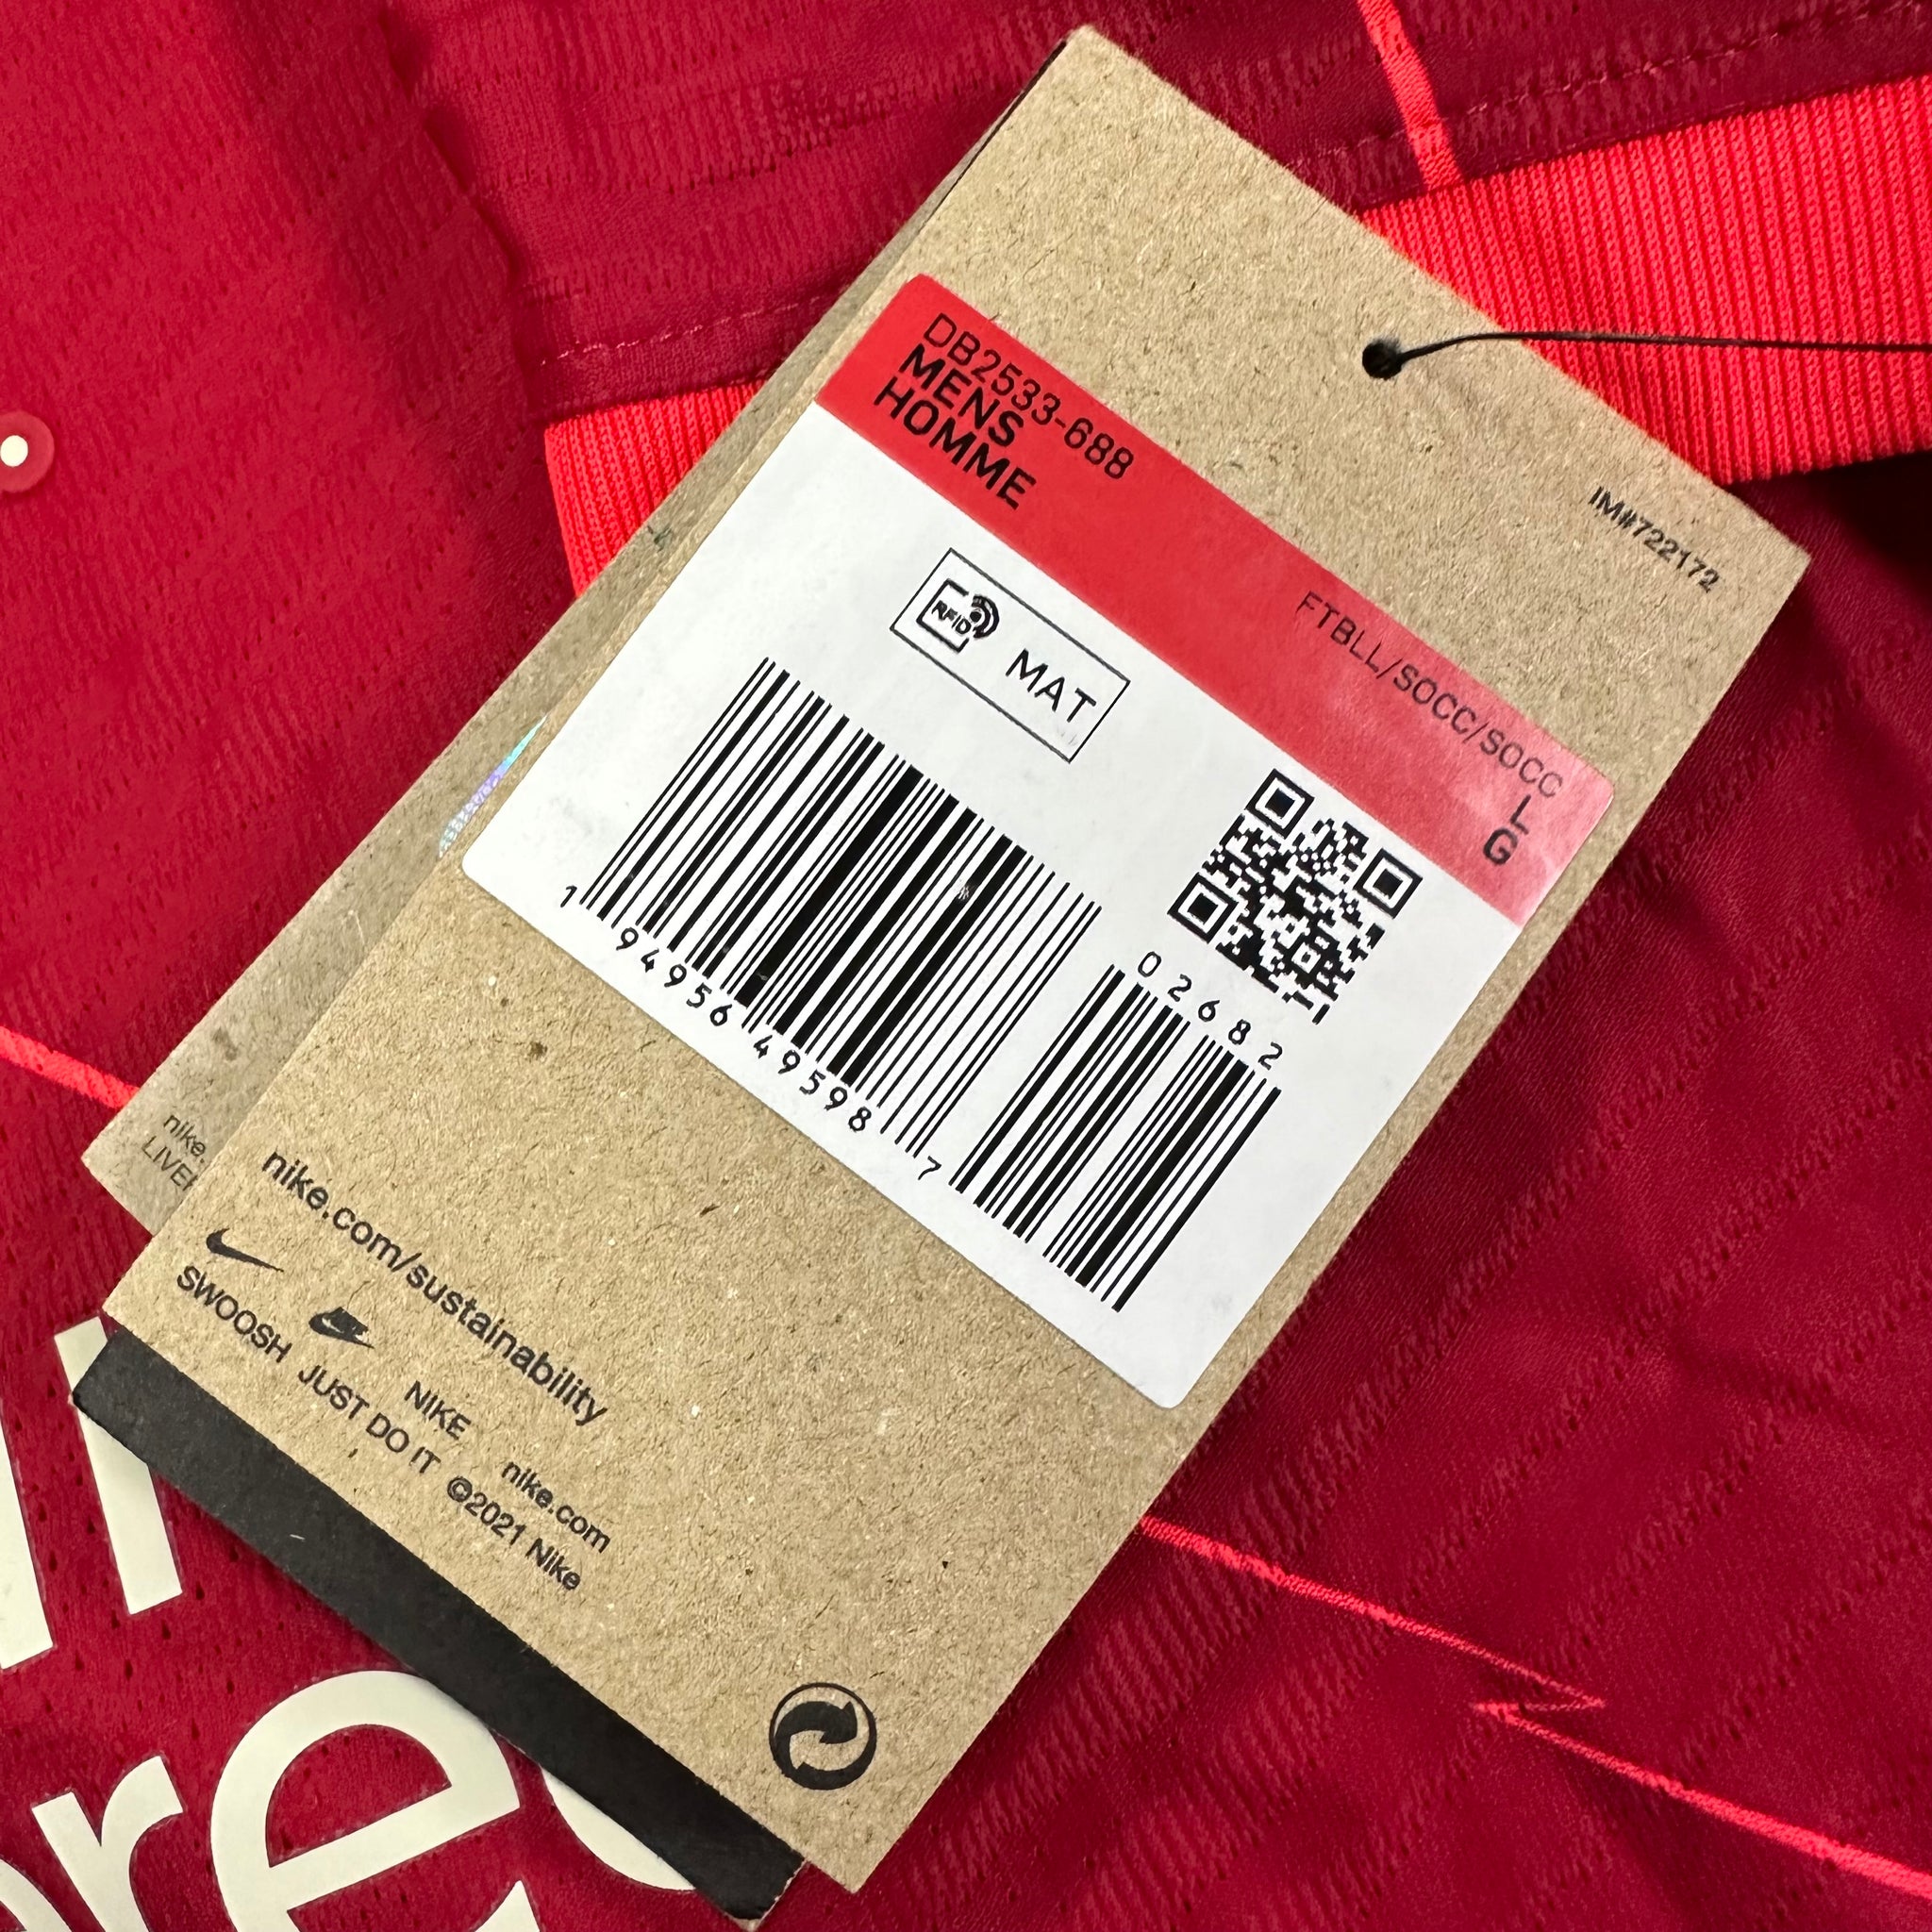 IM#722172
DB2533-688
MENS
HOMME
FTBLL/SOCC/SOCC
L
G
RFID
MAT
1 94956 49598 7
02682
nike.com/sustainability
SWOOSH
NIKE
nike.com
JUST DO IT
©2021 Nike
nike.